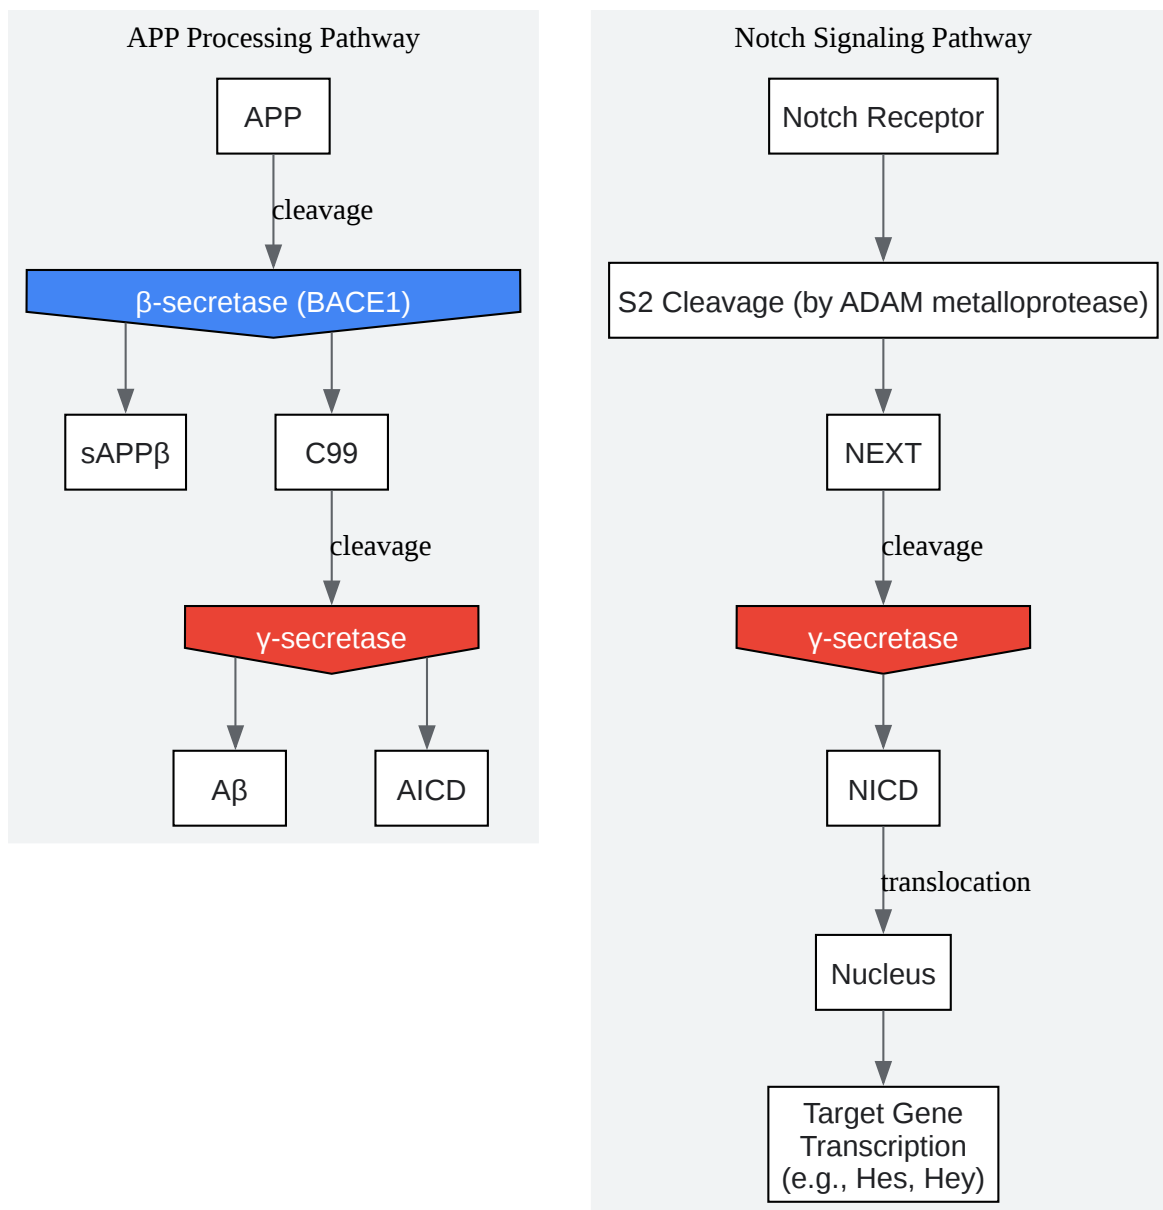 APP Processing Pathway
APP
cleavage
β-secretase (BACE1)
sAPPβ
C99
cleavage
γ-secretase
Aβ
AICD
Notch Signaling Pathway
Notch Receptor
S2 Cleavage (by ADAM metalloprotease)
NEXT
cleavage
γ-secretase
NICD
translocation
Nucleus
Target Gene
Transcription
(e.g., Hes, Hey)